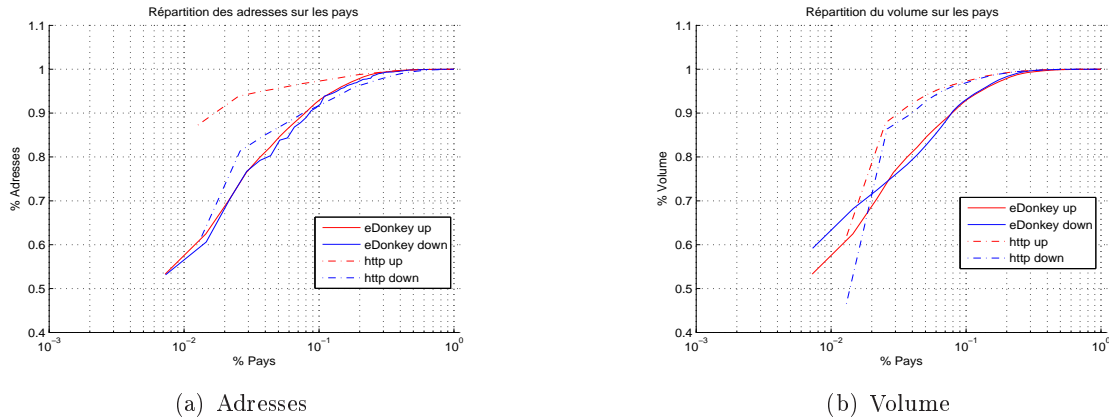 Répartition des adresses sur les pays
1.1
1
0.9
0.8
0.7
0.6
0.5
0.4
% Adresses
eDonkey up
eDonkey down
http up
http down
10⁻³ 10⁻² 10⁻¹ 10⁰
% Pays
(a) Adresses
Répartition du volume sur les pays
1.1
1
0.9
0.8
0.7
0.6
0.5
0.4
% Volume
eDonkey up
eDonkey down
http up
http down
10⁻³ 10⁻² 10⁻¹ 10⁰
% Pays
(b) Volume